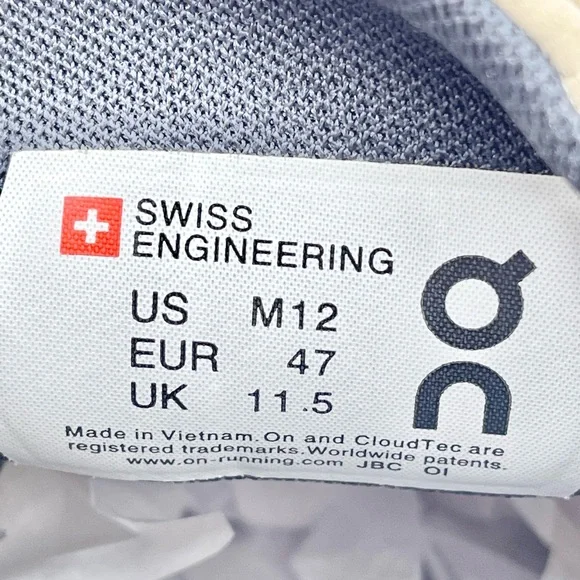 SWISS
ENGINEERING
US M12
EUR 47
UK 11.5
Made in Vietnam. On and CloudTec are
registered trademarks. Worldwide patents.
www.on-running.com JBC OI
On